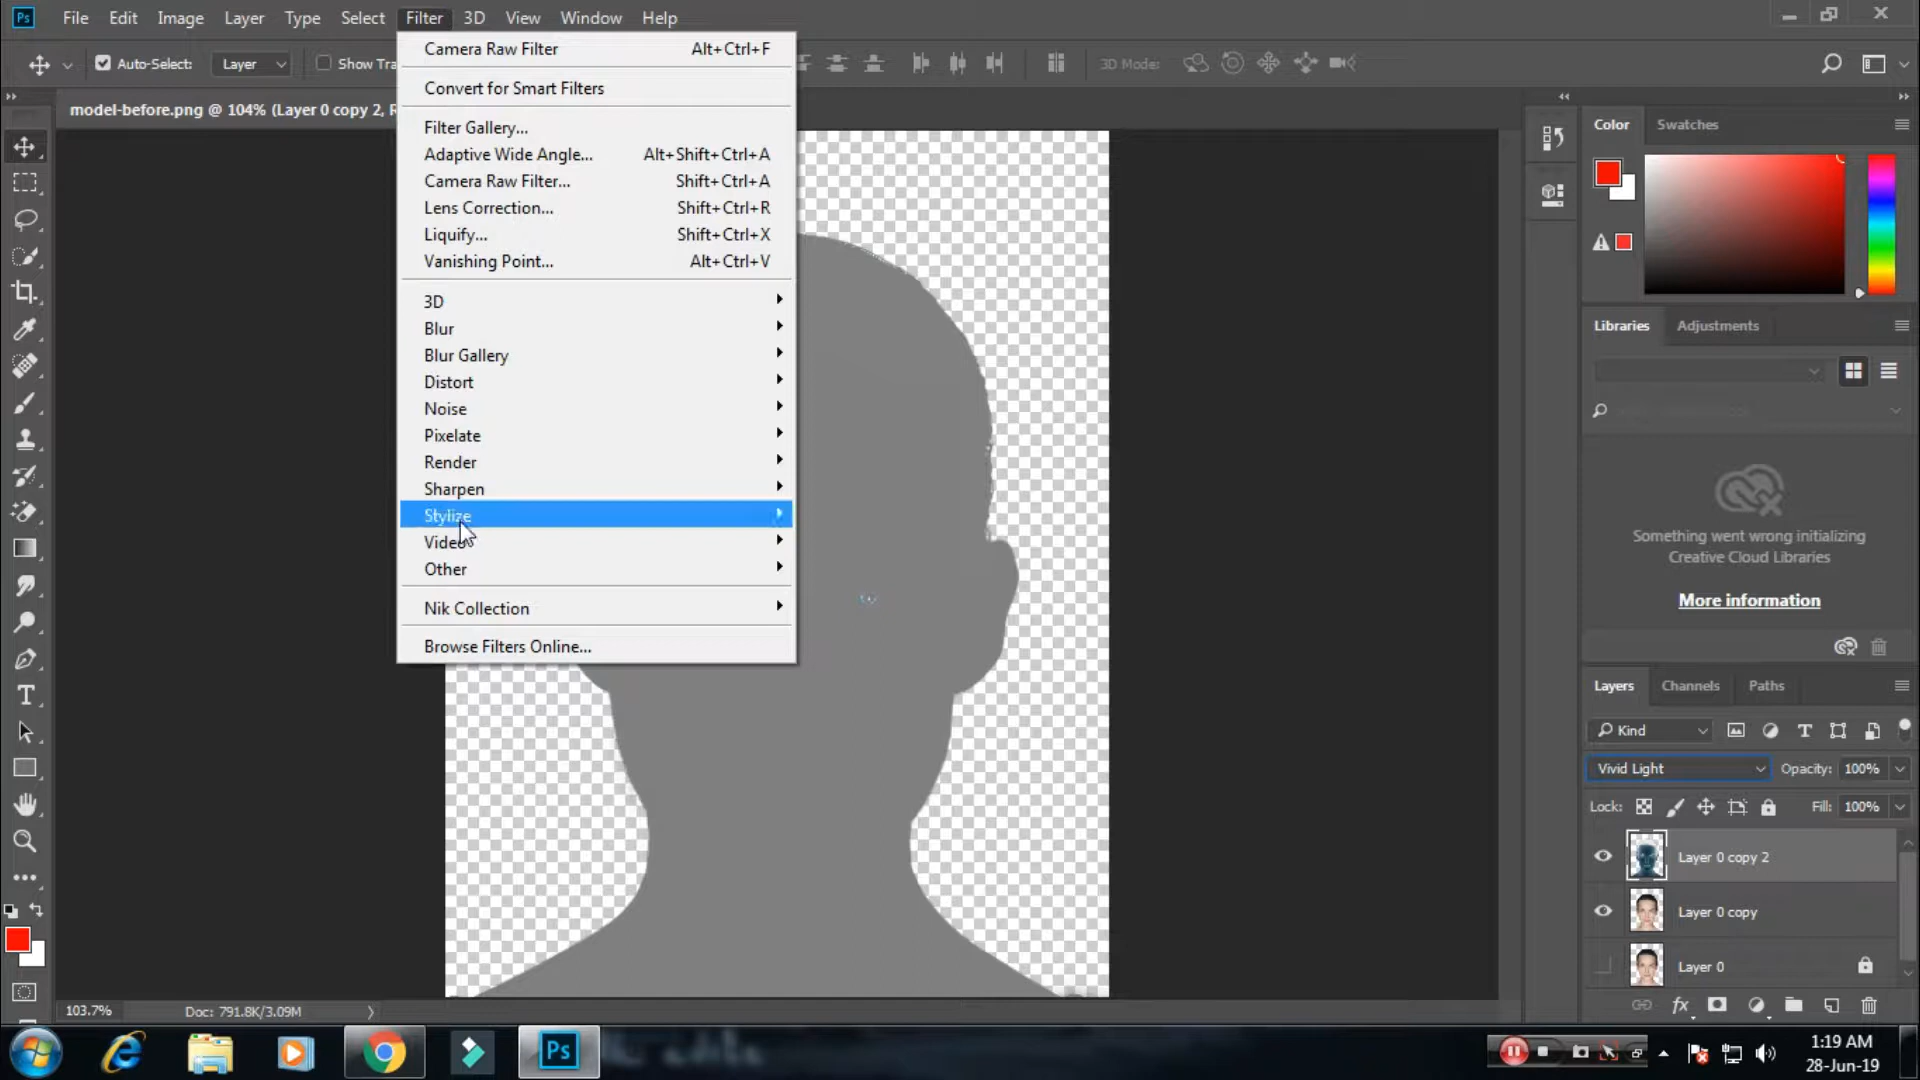 Ps File Edit Image Layer Type Select Filter 3D View Window Help
Auto-Select: Layer Show Tra 3D Mode:
model-before.png @ 104% (Layer 0 copy 2, R
Camera Raw Filter Alt+Ctrl+F
Convert for Smart Filters
Filter Gallery...
Adaptive Wide Angle... Alt+Shift+Ctrl+A
Camera Raw Filter... Shift+Ctrl+A
Lens Correction... Shift+Ctrl+R
Liquify... Shift+Ctrl+X
Vanishing Point... Alt+Ctrl+V
3D
Blur
Blur Gallery
Distort
Noise
Pixelate
Render
Sharpen
Stylize
Video
Other
Nik Collection
Browse Filters Online...
Color Swatches
Libraries Adjustments
Something went wrong initializing
Creative Cloud Libraries
More information
Layers Channels Paths
Kind
Vivid Light Opacity: 100%
Lock: Fill: 100%
Layer 0 copy 2
Layer 0 copy
Layer 0
fx
103.7% Doc: 791.8K/3.09M
Ps
1:19 AM
28-Jun-19